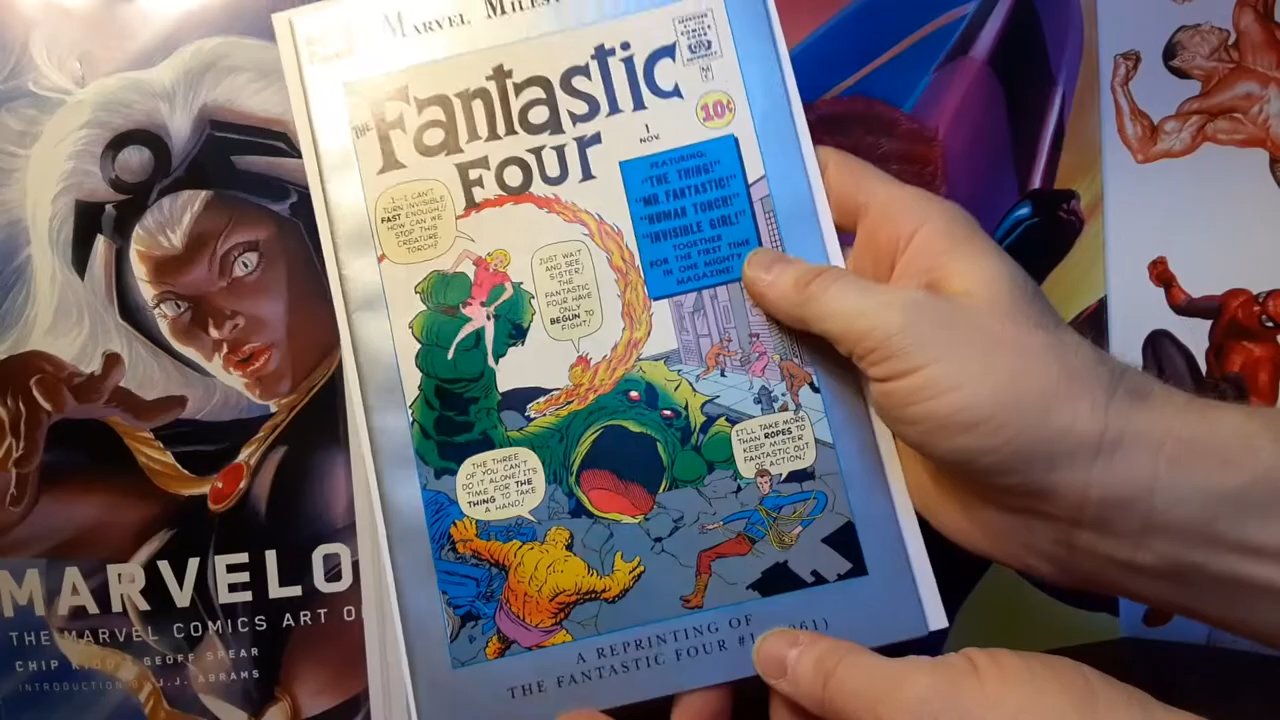 MARVEL MILES
THE
FANTASTIC
FOUR
APPROVED
BY THE
COMICS
CODE
AUTHORITY
10¢
1
NOV.
FEATURING:
"THE THING!"
"MR. FANTASTIC!"
"HUMAN TORCH!"
"INVISIBLE GIRL!"
TOGETHER
FOR THE FIRST TIME
IN ONE MIGHTY
MAGAZINE!
I--I CAN'T
TURN INVISIBLE
FAST ENOUGH!!
HOW CAN WE
STOP THIS
CREATURE,
TORCH?
JUST WAIT
AND SEE,
SISTER!
THE
FANTASTIC
FOUR HAVE
ONLY
BEGUN TO
FIGHT!
THE THREE
OF YOU CAN'T
DO IT ALONE! IT'S
TIME FOR THE
THING TO TAKE
A HAND!
IT'LL TAKE MORE
THAN ROPES TO
KEEP MISTER
FANTASTIC OUT
OF ACTION!
A REPRINTING OF
THE FANTASTIC FOUR #1 961)
MARVELO
THE MARVEL COMICS ART O
CHIP KIDD GEOFF SPEAR
INTRODUCTION BY J.J. ABRAMS